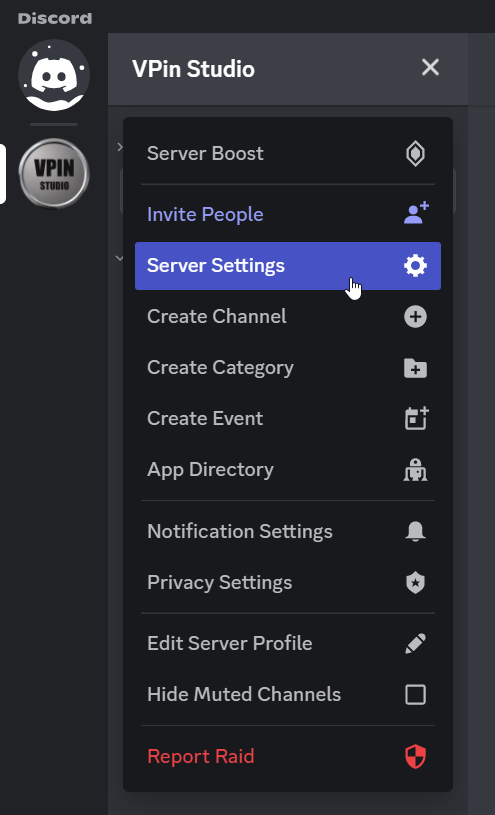 Discord
VPin Studio
VPIN
STUDIO
Server Boost
Invite People
Server Settings
Create Channel
Create Category
Create Event
App Directory
Notification Settings
Privacy Settings
Edit Server Profile
Hide Muted Channels
Report Raid